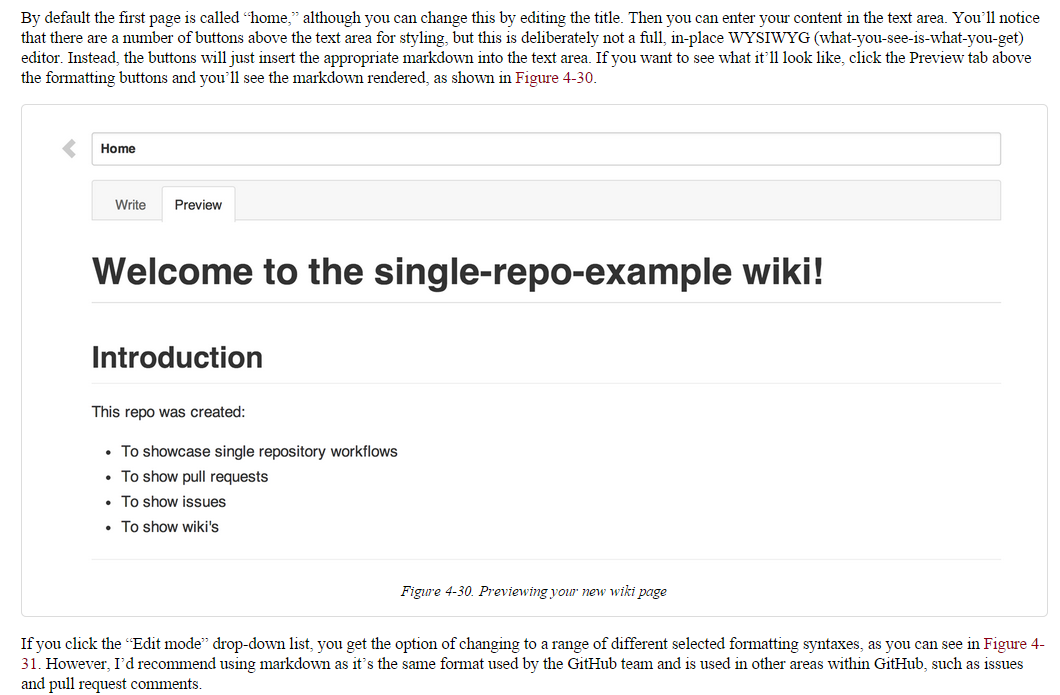 By default the first page is called “home,” although you can change this by editing the title. Then you can enter your content in the text area. You’ll notice
that there are a number of buttons above the text area for styling, but this is deliberately not a full, in-place WYSIWYG (what-you-see-is-what-you-get)
editor. Instead, the buttons will just insert the appropriate markdown into the text area. If you want to see what it’ll look like, click the Preview tab above
the formatting buttons and you’ll see the markdown rendered, as shown in Figure 4-30.
Home
Write Preview
Welcome to the single-repo-example wiki!
Introduction
This repo was created:
• To showcase single repository workflows
• To show pull requests
• To show issues
• To show wiki's
Figure 4-30. Previewing your new wiki page
If you click the “Edit mode” drop-down list, you get the option of changing to a range of different selected formatting syntaxes, as you can see in Figure 4-
31. However, I’d recommend using markdown as it’s the same format used by the GitHub team and is used in other areas within GitHub, such as issues
and pull request comments.